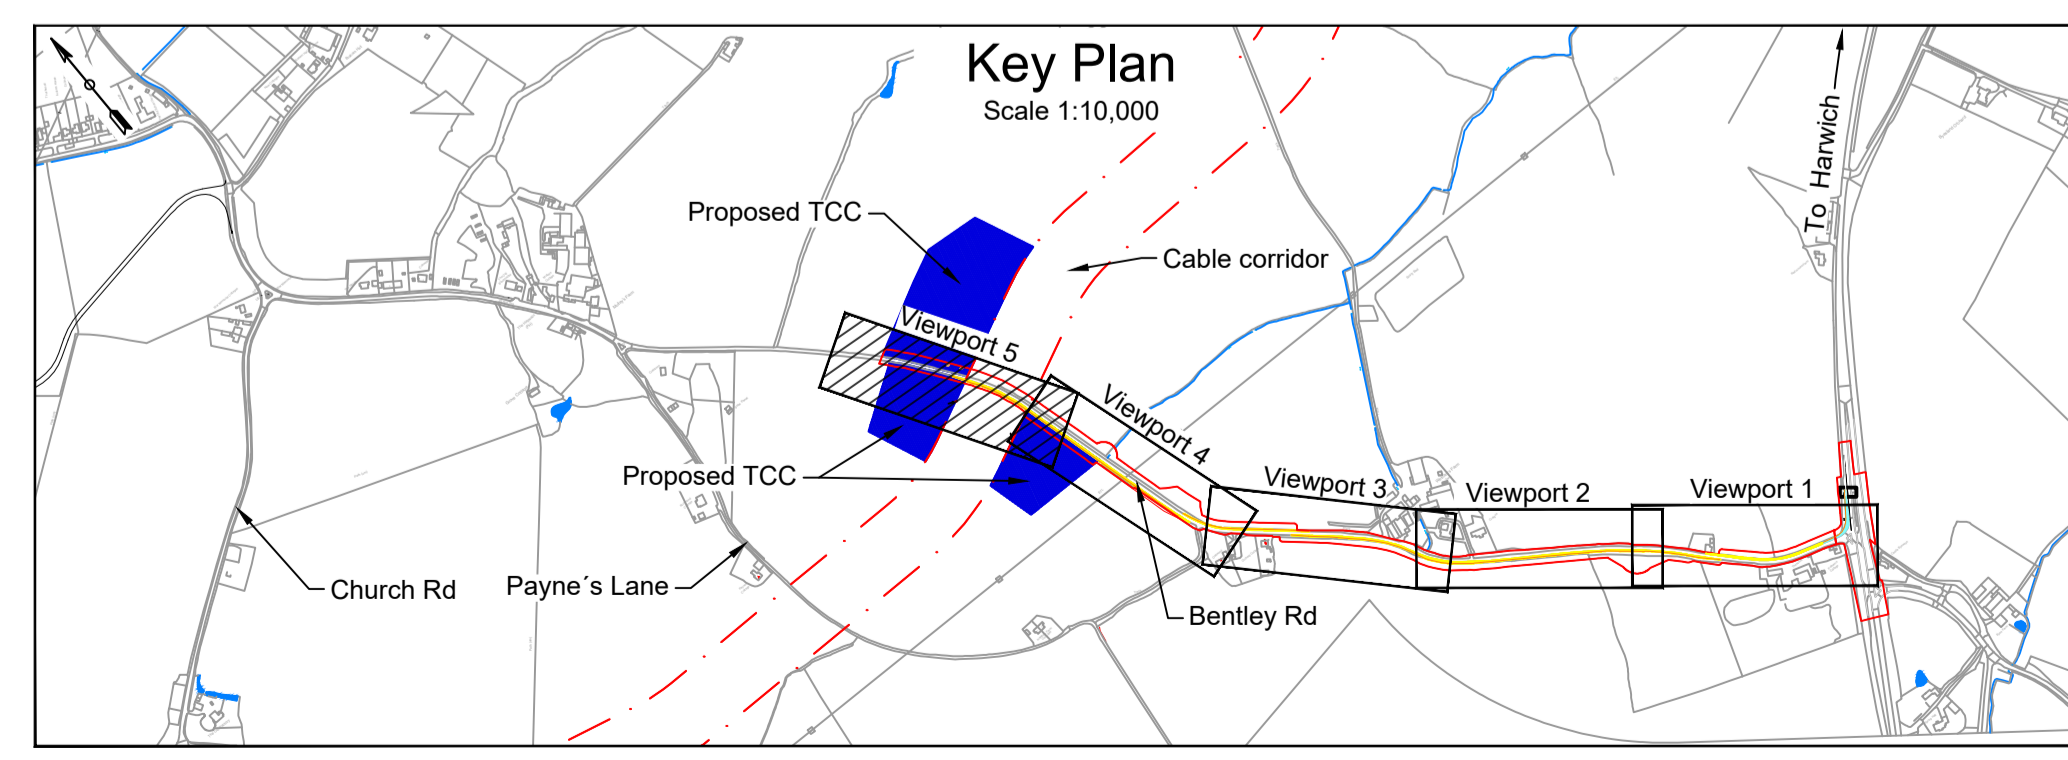 Key Plan
Scale 1:10,000
To Harwich
Proposed TCC
Cable corridor
Viewport 5
Viewport 4
Proposed TCC
Viewport 3
Viewport 2
Viewport 1
Church Rd
Payne´s Lane
Bentley Rd